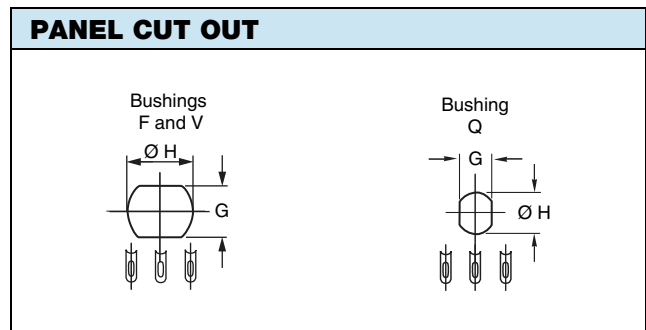 PANEL CUT OUT
Bushings
F and V
Ø H
G
Bushing
Q
G
Ø H